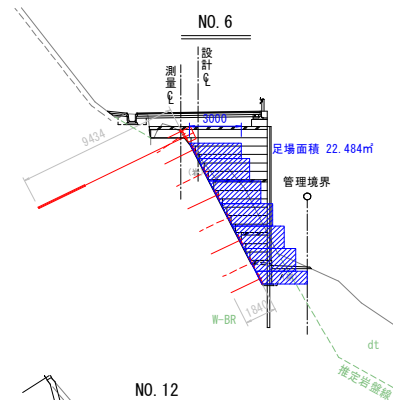 NO.6
測量℄
設計℄
3000
9434
足場面積 22.484㎡
管理境界
1840
W-BR
dt
推定岩盤線
NO.12